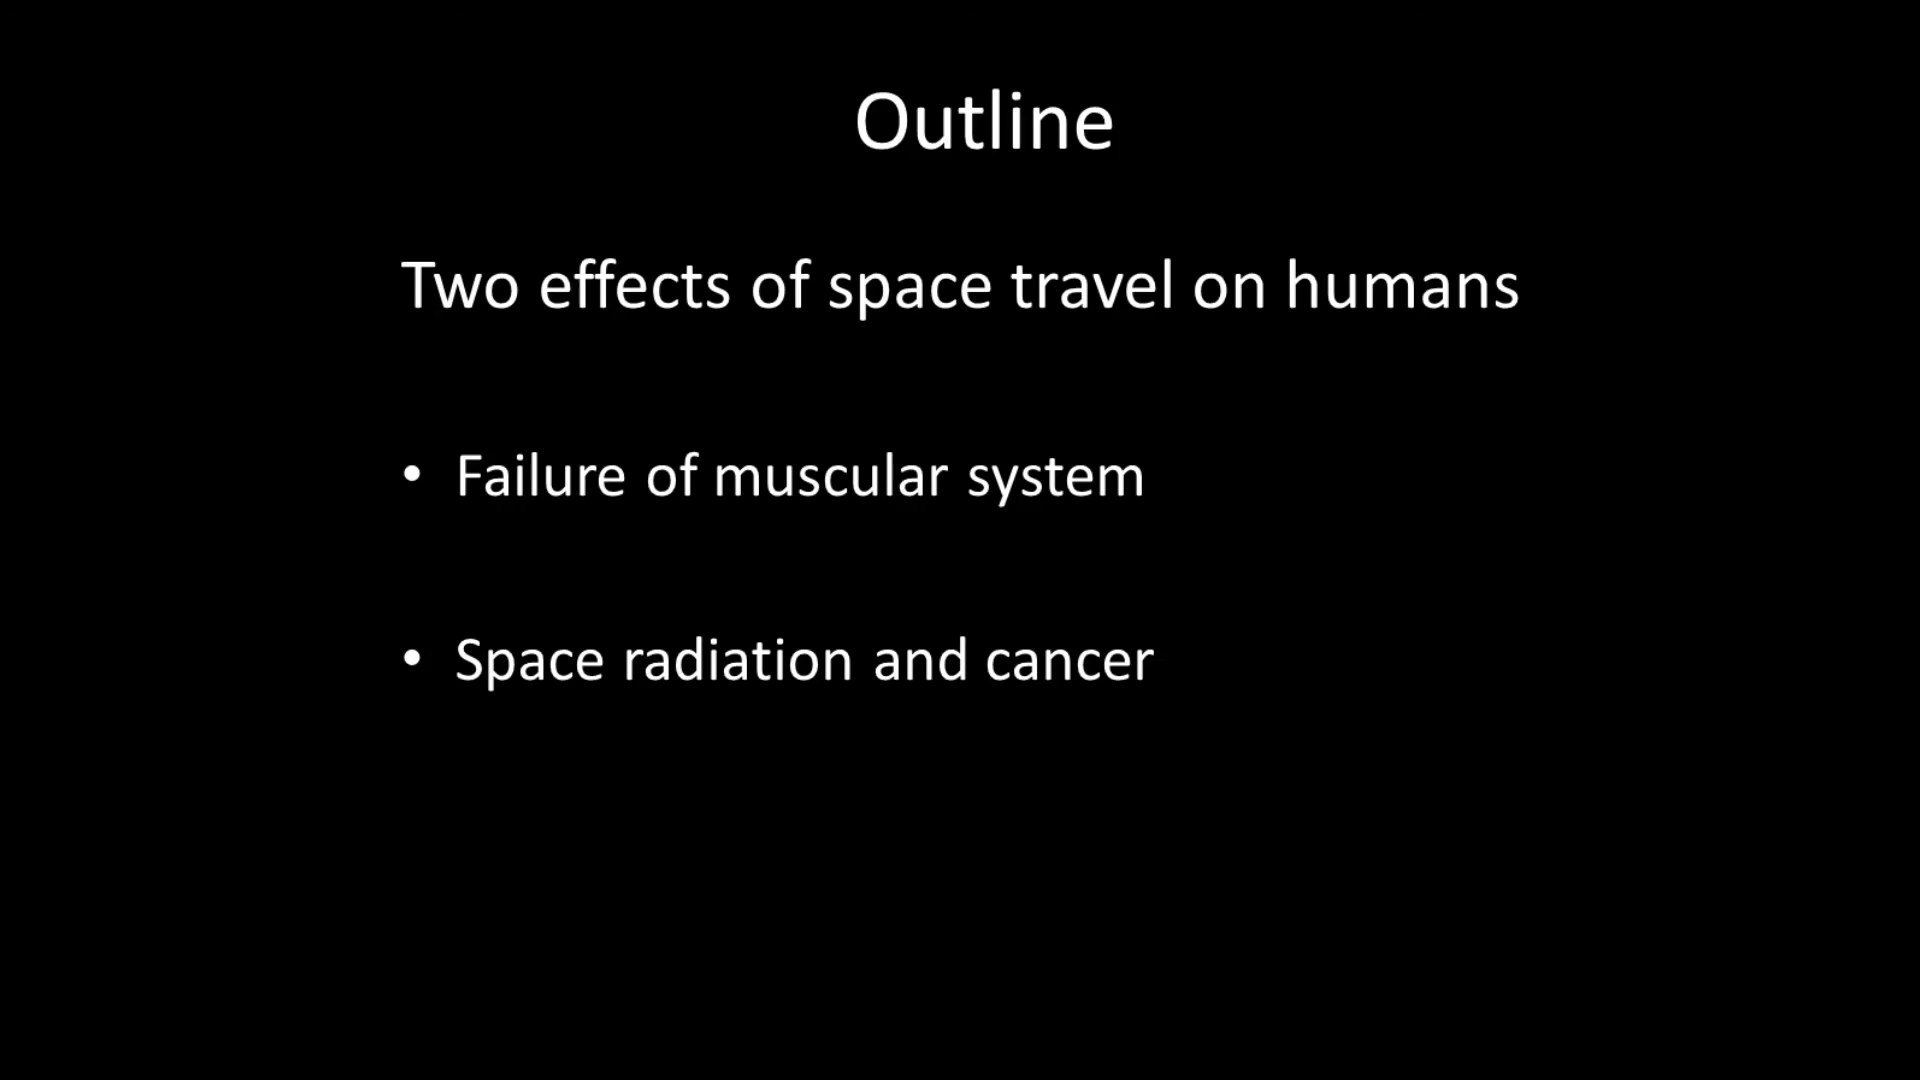 Outline
Two effects of space travel on humans
• Failure of muscular system
• Space radiation and cancer